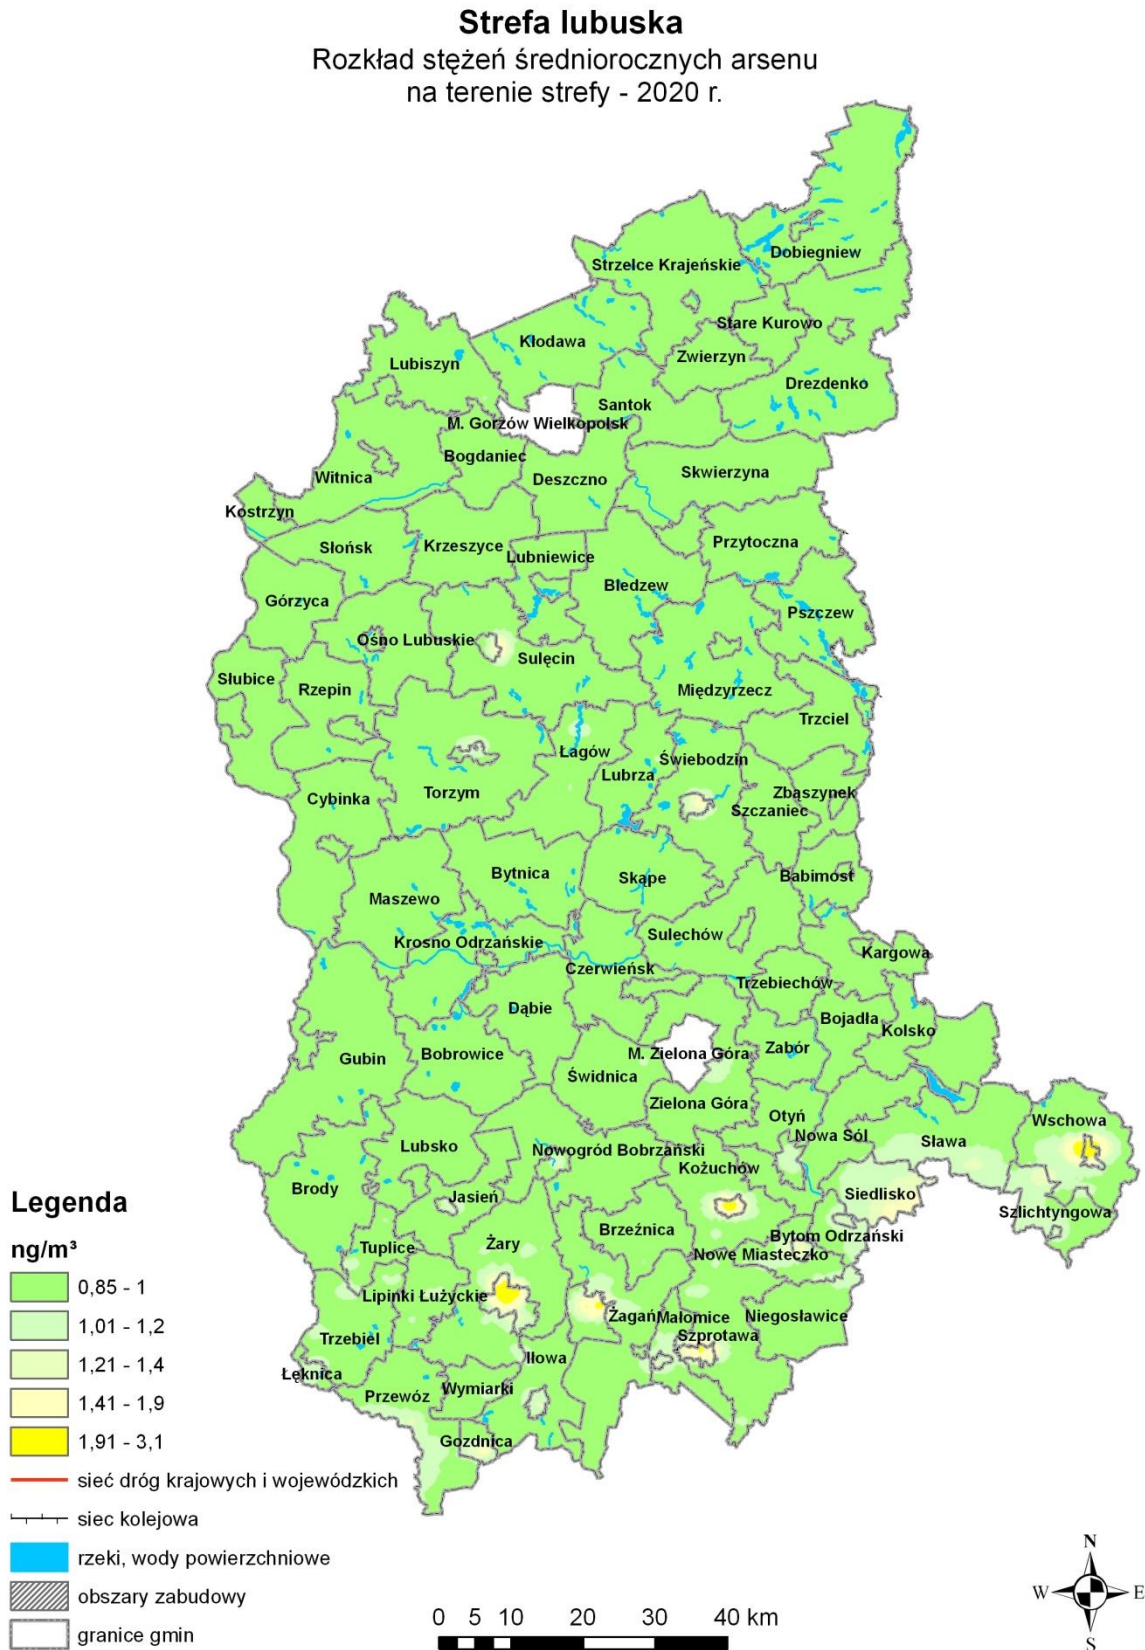 Strefa lubuska
Rozkład stężeń średniorocznych arsenu
na terenie strefy - 2020 r.
Dobiegniew
Strzelce Krajeńskie
Stare Kurowo
Kłodawa
Zwierzyn
Lubiszyn
Drezdenko
Santok
M. Gorzów Wielkopolsk
Bogdaniec
Skwierzyna
Witnica
Deszczno
Kostrzyn
Przytoczna
Słońsk
Krzeszyce
Lubniewice
Bledzew
Górzyca
Pszczew
Ośno Lubuskie
Sulęcin
Słubice
Rzepin
Międzyrzecz
Trzciel
Łagów
Świebodzin
Lubrza
Cybinka
Torzym
Zbąszynek
Szczaniec
Bytnica
Skąpe
Babimost
Maszewo
Sulechów
Krosno Odrzańskie
Kargowa
Czerwieńsk
Trzebiechów
Dąbie
Bojadła
Kolsko
Gubin
Bobrowice
M. Zielona Góra
Zabór
Świdnica
Zielona Góra
Otyń
Wschowa
Nowa Sól
Sława
Lubsko
Nowogród Bobrzański
Kożuchów
Brody
Jasień
Siedlisko
Szlichtyngowa
Brzeźnica
Bytom Odrzański
Tuplice
Żary
Nowe Miasteczko
Lipinki Łużyckie
Żagań
Małomice
Niegosławice
Trzebiel
Szprotawa
Iłowa
Łęknica
Przewóz
Wymiarki
Gozdnica
Legenda
ng/m³
0,85 - 1
1,01 - 1,2
1,21 - 1,4
1,41 - 1,9
1,91 - 3,1
sieć dróg krajowych i wojewódzkich
siec kolejowa
rzeki, wody powierzchniowe
obszary zabudowy
granice gmin
0 5 10 20 30 40 km
N
W E
S